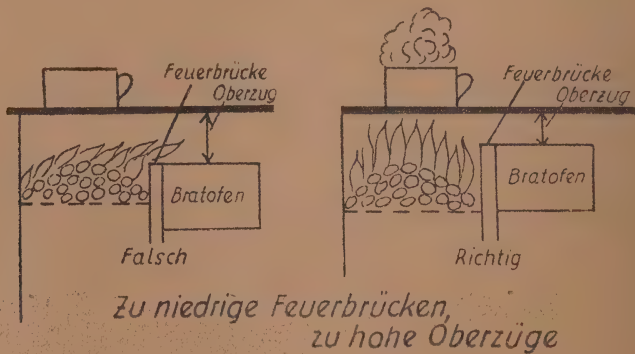 Feuerbrücke
Oberzug
Bratofen
Falsch
Feuerbrücke
Oberzug
Bratofen
Richtig
Zu niedrige Feuerbrücken,
zu hohe Oberzüge